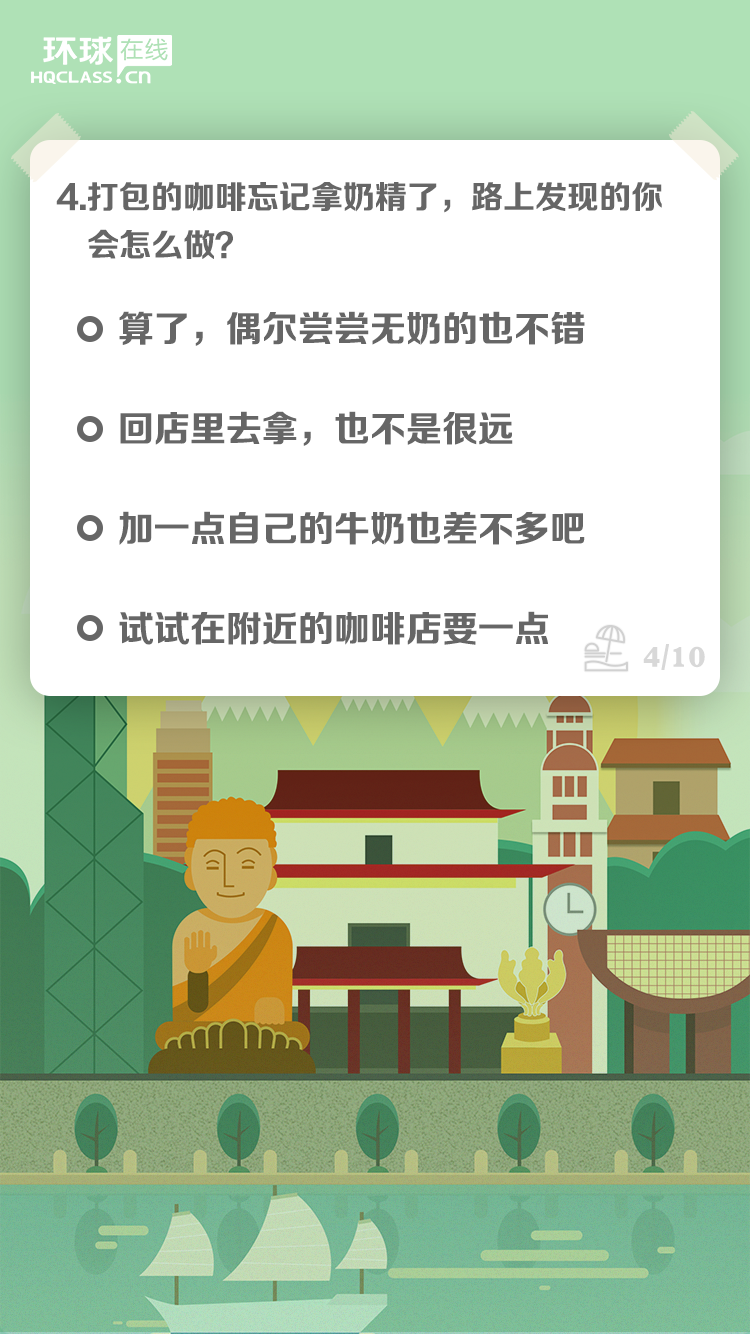 环球在线
HQCLASS.cn
4.打包的咖啡忘记拿奶精了，路上发现的你
会怎么做？
算了，偶尔尝尝无奶的也不错
回店里去拿，也不是很远
加一点自己的牛奶也差不多吧
试试在附近的咖啡店要一点
4/10